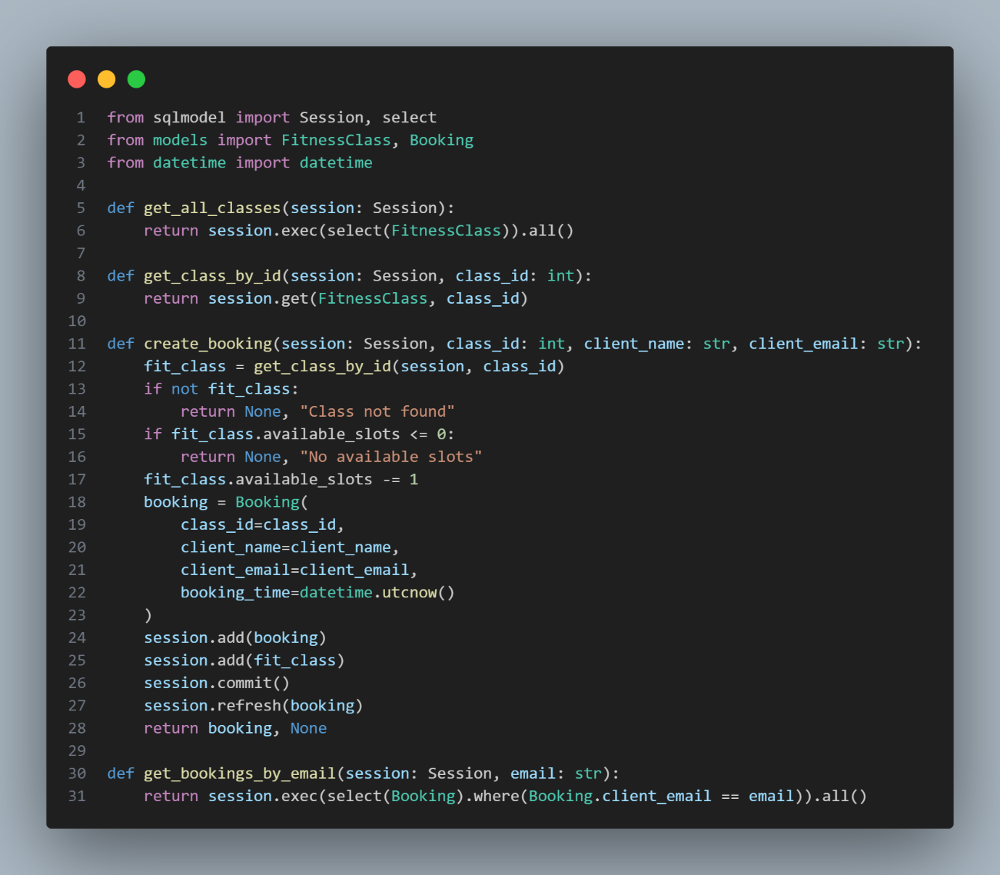 1 from sqlmodel import Session, select
2 from models import FitnessClass, Booking
3 from datetime import datetime
4
5 def get_all_classes(session: Session):
6     return session.exec(select(FitnessClass)).all()
7
8 def get_class_by_id(session: Session, class_id: int):
9     return session.get(FitnessClass, class_id)
10
11 def create_booking(session: Session, class_id: int, client_name: str, client_email: str):
12     fit_class = get_class_by_id(session, class_id)
13     if not fit_class:
14         return None, "Class not found"
15     if fit_class.available_slots <= 0:
16         return None, "No available slots"
17     fit_class.available_slots -= 1
18     booking = Booking(
19         class_id=class_id,
20         client_name=client_name,
21         client_email=client_email,
22         booking_time=datetime.utcnow()
23     )
24     session.add(booking)
25     session.add(fit_class)
26     session.commit()
27     session.refresh(booking)
28     return booking, None
29
30 def get_bookings_by_email(session: Session, email: str):
31     return session.exec(select(Booking).where(Booking.client_email == email)).all()